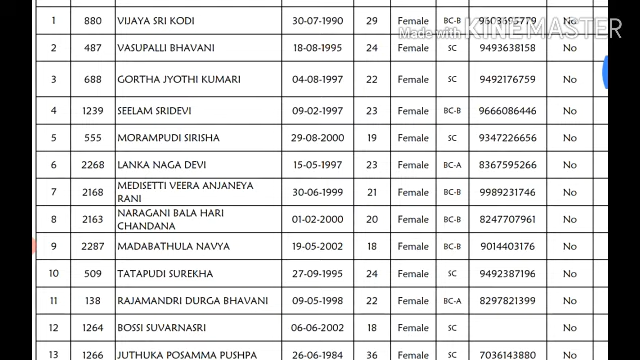 1 880 VIJAYA SRI KODI 30-07-1990 29 Female BC-B 9603695779 No
Made with KINEMASTER
2 487 VASUPALLI BHAVANI 18-08-1995 24 Female SC 9493638158 No
3 688 GORTHA JYOTHI KUMARI 04-08-1997 22 Female SC 9492176759 No
4 1239 SEELAM SRIDEVI 09-02-1997 23 Female BC-B 9666086446 No
5 555 MORAMPUDI SIRISHA 29-08-2000 19 Female SC 9347226656 No
6 2268 LANKA NAGA DEVI 15-05-1997 23 Female BC-A 8367595266 No
7 2168 MEDISETTI VEERA ANJANEYA RANI 30-06-1999 21 Female BC-B 9989231746 No
8 2163 NARAGANI BALA HARI CHANDANA 01-02-2000 20 Female BC-B 8247707961 No
9 2287 MADABATHULA NAVYA 19-05-2002 18 Female BC-B 9014403176 No
10 509 TATAPUDI SUREKHA 27-09-1995 24 Female SC 9492387196 No
11 138 RAJAMANDRI DURGA BHAVANI 09-05-1998 22 Female BC-A 8297821399 No
12 1264 BOSSI SUVARNASRI 06-06-2002 18 Female SC No
13 1266 JUTHUKA POSAMMA PUSHPA 26-06-1984 36 Female SC 7036143880 No